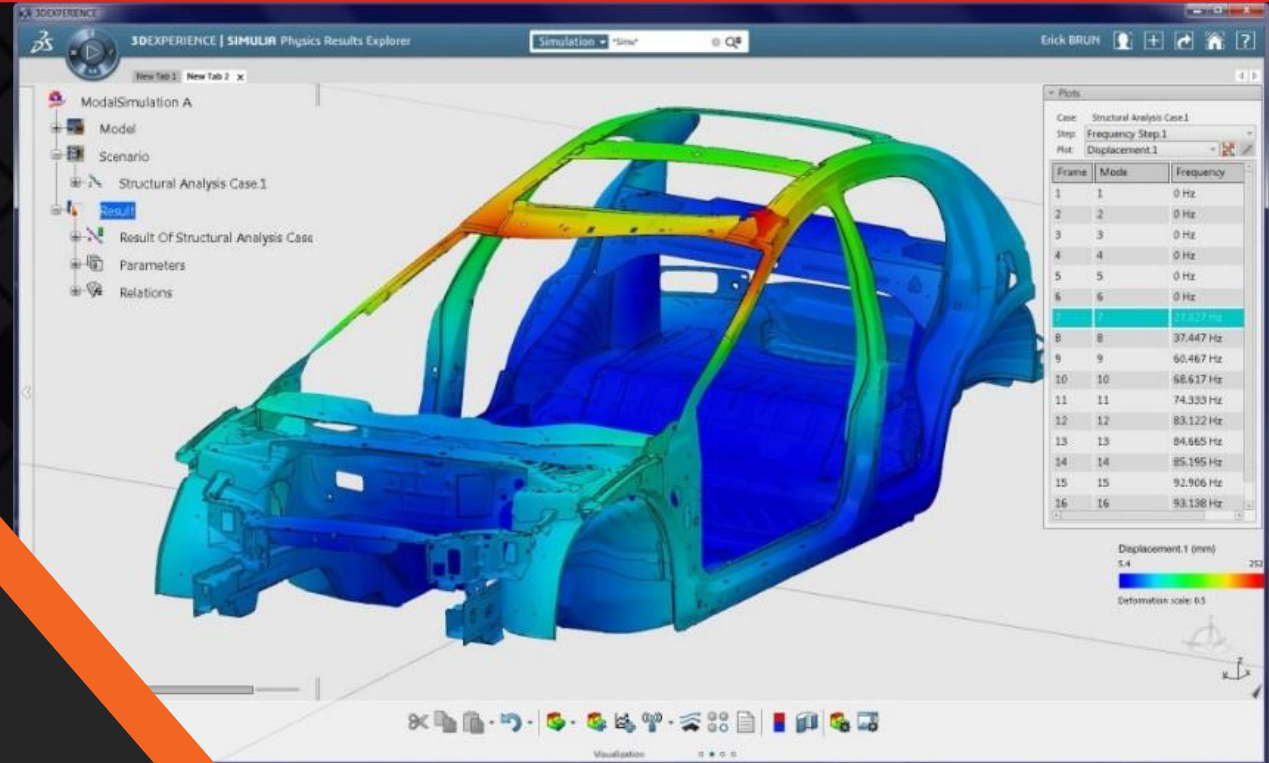 3DEXPERIENCE
3DEXPERIENCE | SIMULIA Physics Results Explorer
Simulation "Simu"
Erick BRUN
New Tab 1 New Tab 2 x
ModalSimulation A
Model
Scenario
Structural Analysis Case.1
Result
Result Of Structural Analysis Case
Parameters
Relations
Plots
Case: Structural Analysis Case.1
Step: Frequency Step.1
Plot: Displacement.1
Frame Mode Frequency
1 1 0 Hz
2 2 0 Hz
3 3 0 Hz
4 4 0 Hz
5 5 0 Hz
6 6 0 Hz
7 7 27.827 Hz
8 8 37.447 Hz
9 9 60.467 Hz
10 10 68.617 Hz
11 11 74.333 Hz
12 12 83.122 Hz
13 13 84.665 Hz
14 14 85.195 Hz
15 15 92.906 Hz
16 16 93.138 Hz
Displacement.1 (mm)
5.4 252
Deformation scale: 0.5
Visualization